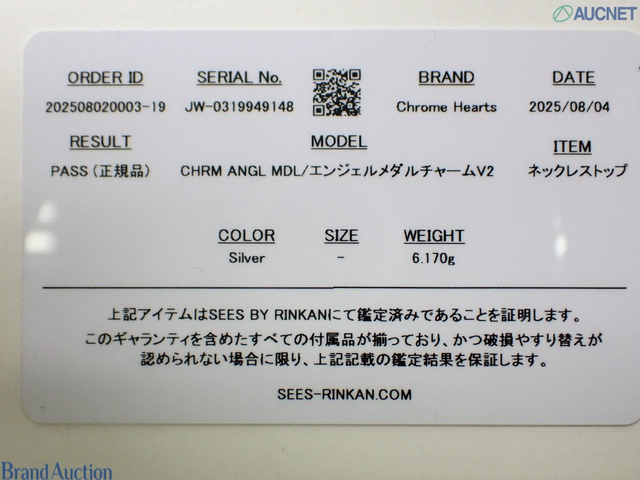 AUCNET
ORDER ID SERIAL No. BRAND DATE
202508020003-19 JW-0319949148 Chrome Hearts 2025/08/04
RESULT MODEL ITEM
PASS (正規品) CHRM ANGL MDL/エンジェルメダルチャームV2 ネックレストップ
COLOR SIZE WEIGHT
Silver - 6.170g
上記アイテムはSEES BY RINKANにて鑑定済みであることを証明します。
このギャランティを含めたすべての付属品が揃っており、かつ破損やすり替えが
認められない場合に限り、上記記載の鑑定結果を保証します。
SEES-RINKAN.COM
Brand Auction